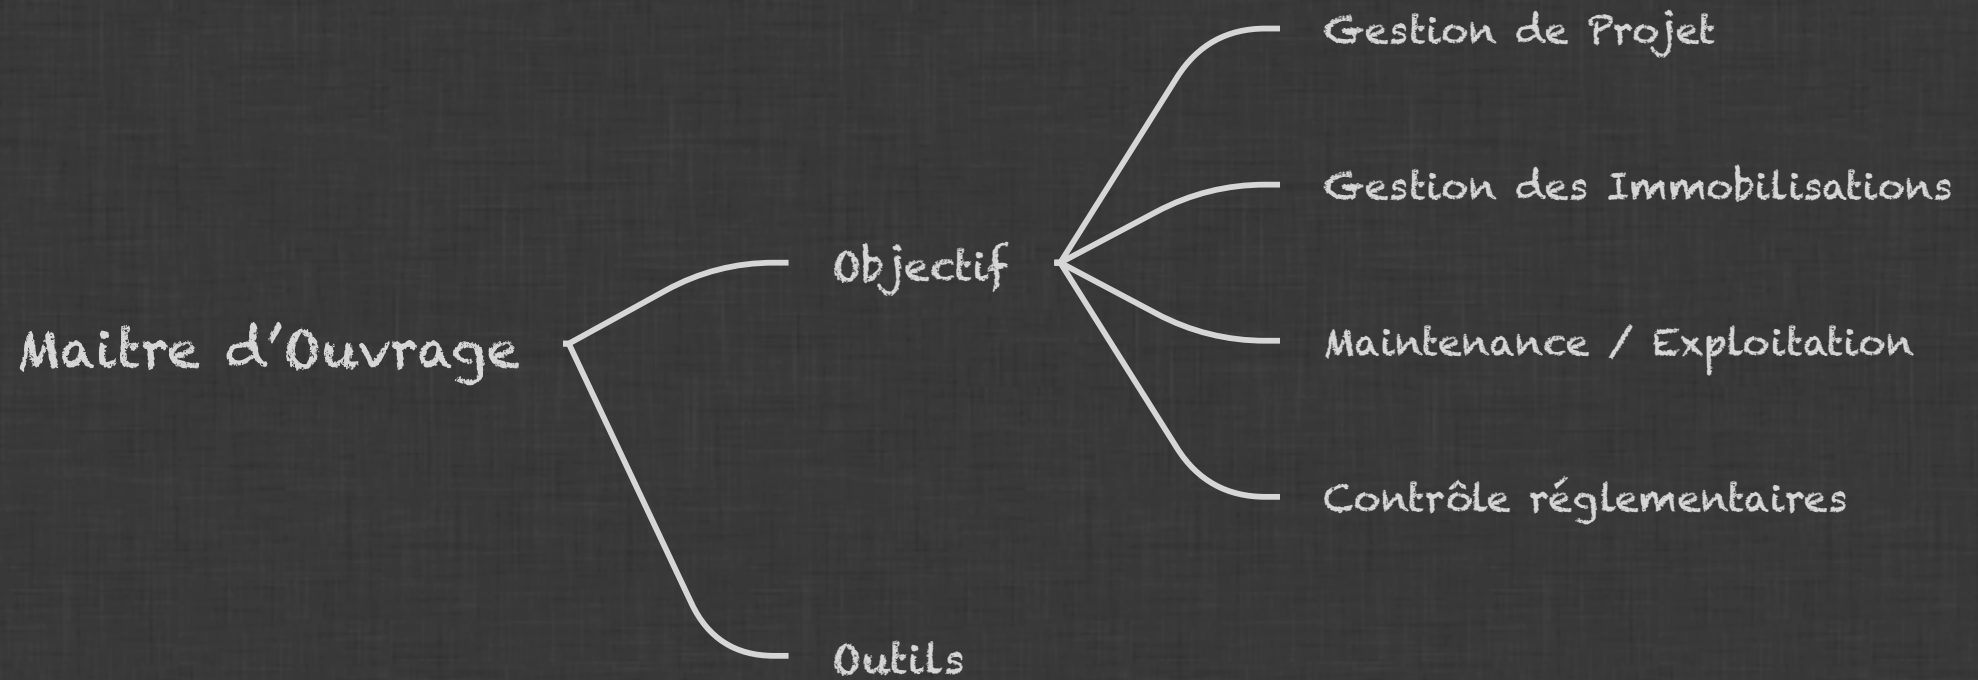 Maitre d'Ouvrage
Objectif
Gestion de Projet
Gestion des Immobilisations
Maintenance / Exploitation
Contrôle réglementaires
Outils